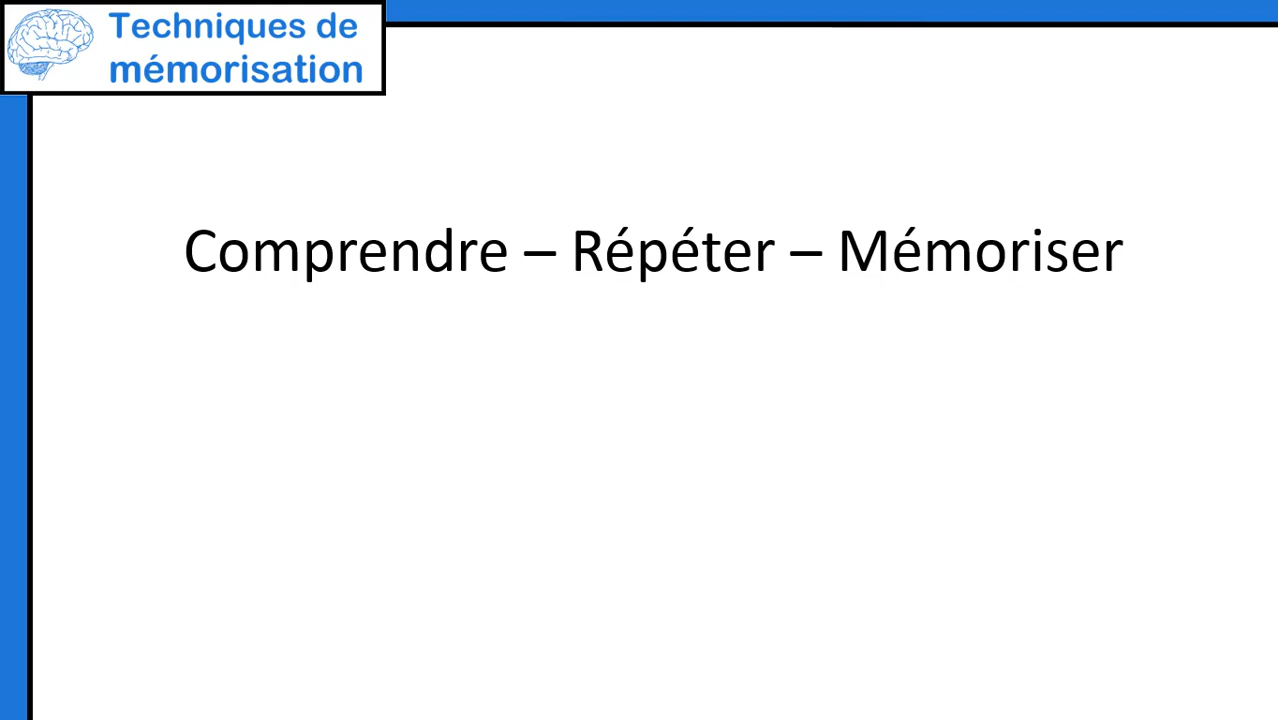 Techniques de
mémorisation
Comprendre – Répéter – Mémoriser